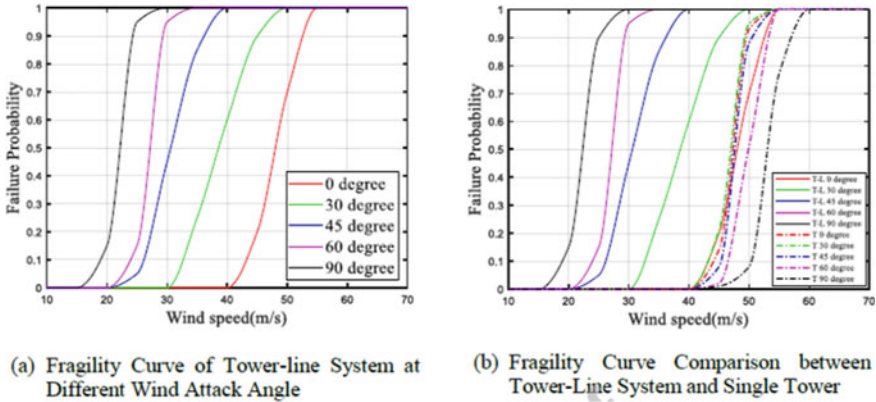 1
0.9
0.8
0.7
0.6
0.5
0.4
0.3
0.2
0.1
0
Failure Probability
10 20 30 40 50 60 70
Wind speed(m/s)
0 degree
30 degree
45 degree
60 degree
90 degree
(a) Fragility Curve of Tower-line System at
Different Wind Attack Angle
1
0.9
0.8
0.7
0.6
0.5
0.4
0.3
0.2
0.1
0
Failure Probability
10 20 30 40 50 60 70
Wind speed(m/s)
T-L 0 degree
T-L 30 degree
T-L 45 degree
T-L 60 degree
T-L 90 degree
T 0 degree
T 30 degree
T 45 degree
T 60 degree
T 90 degree
(b) Fragility Curve Comparison between
Tower-Line System and Single Tower